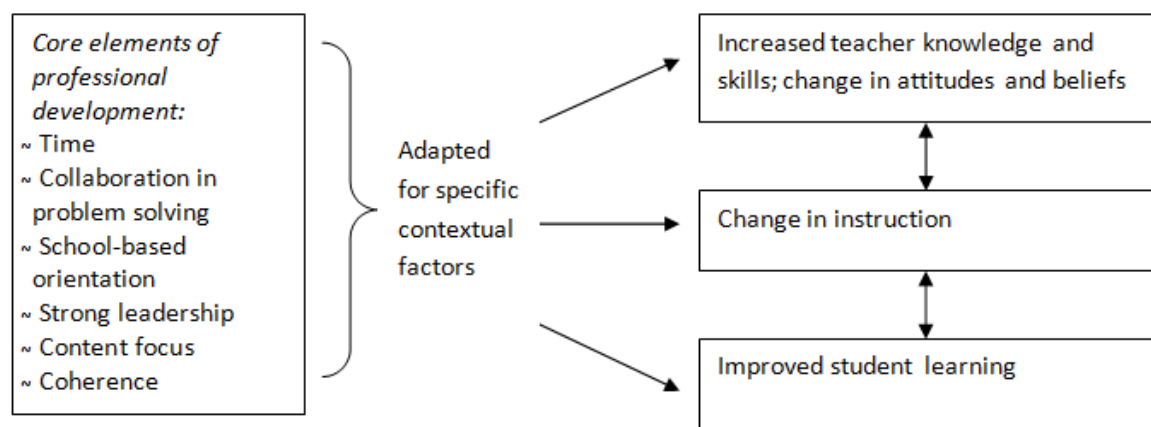 Core elements of
professional
development:
~ Time
~ Collaboration in
problem solving
~ School-based
orientation
~ Strong leadership
~ Content focus
~ Coherence
Adapted
for specific
contextual
factors
Increased teacher knowledge and
skills; change in attitudes and beliefs
Change in instruction
Improved student learning